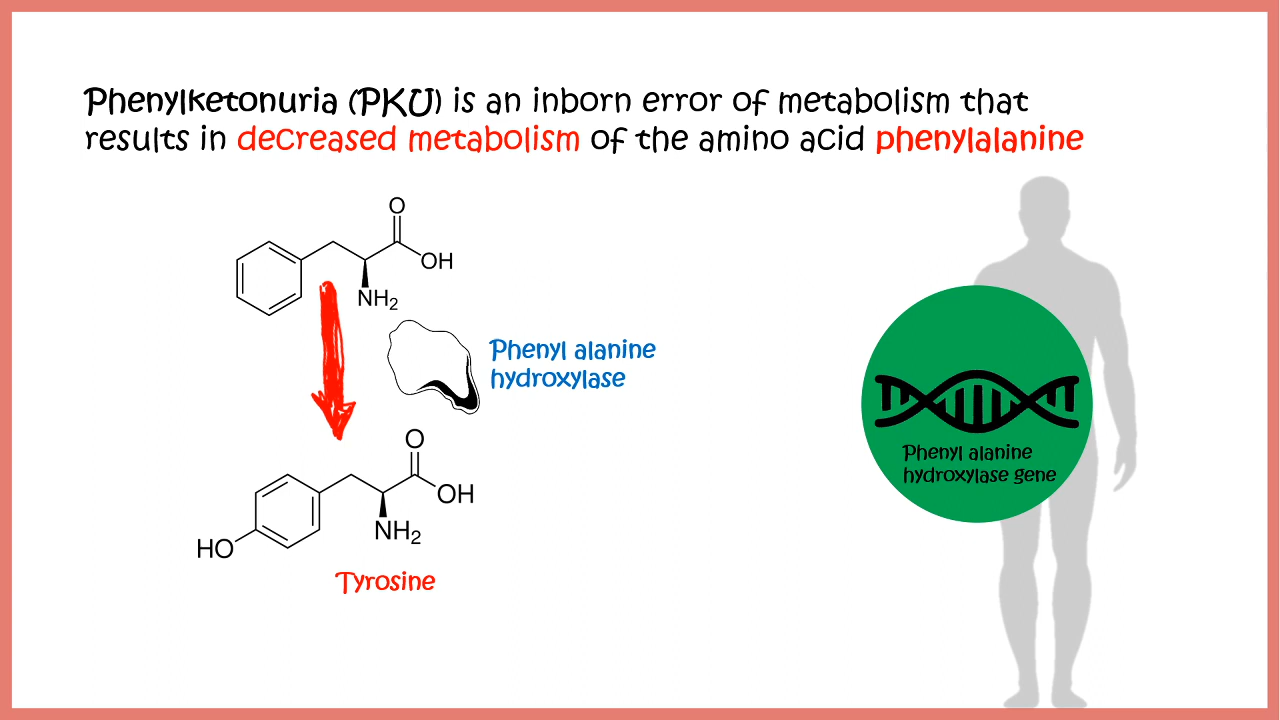 Phenylketonuria (PKU) is an inborn error of metabolism that
results in decreased metabolism of the amino acid phenylalanine
O
OH
NH₂
Phenyl alanine
hydroxylase
O
OH
NH₂
HO
Tyrosine
Phenyl alanine
hydroxylase gene